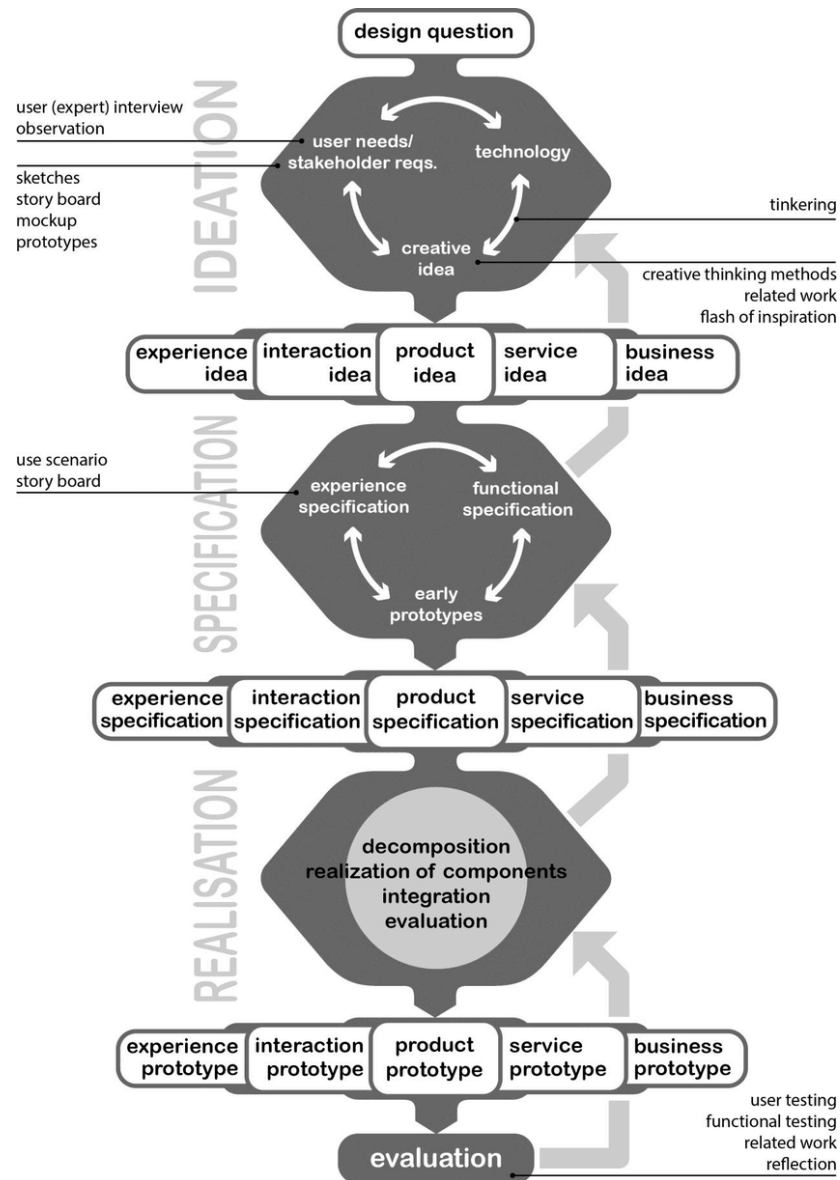 design question
IDEATION
user (expert) interview
observation
sketches
story board
mockup
prototypes
user needs/
stakeholder reqs.
technology
creative
idea
tinkering
creative thinking methods
related work
flash of inspiration
experience
idea
interaction
idea
product
idea
service
idea
business
idea
SPECIFICATION
use scenario
story board
experience
specification
functional
specification
early
prototypes
experience
specification
interaction
specification
product
specification
service
specification
business
specification
REALISATION
decomposition
realization of components
integration
evaluation
experience
prototype
interaction
prototype
product
prototype
service
prototype
business
prototype
evaluation
user testing
functional testing
related work
reflection